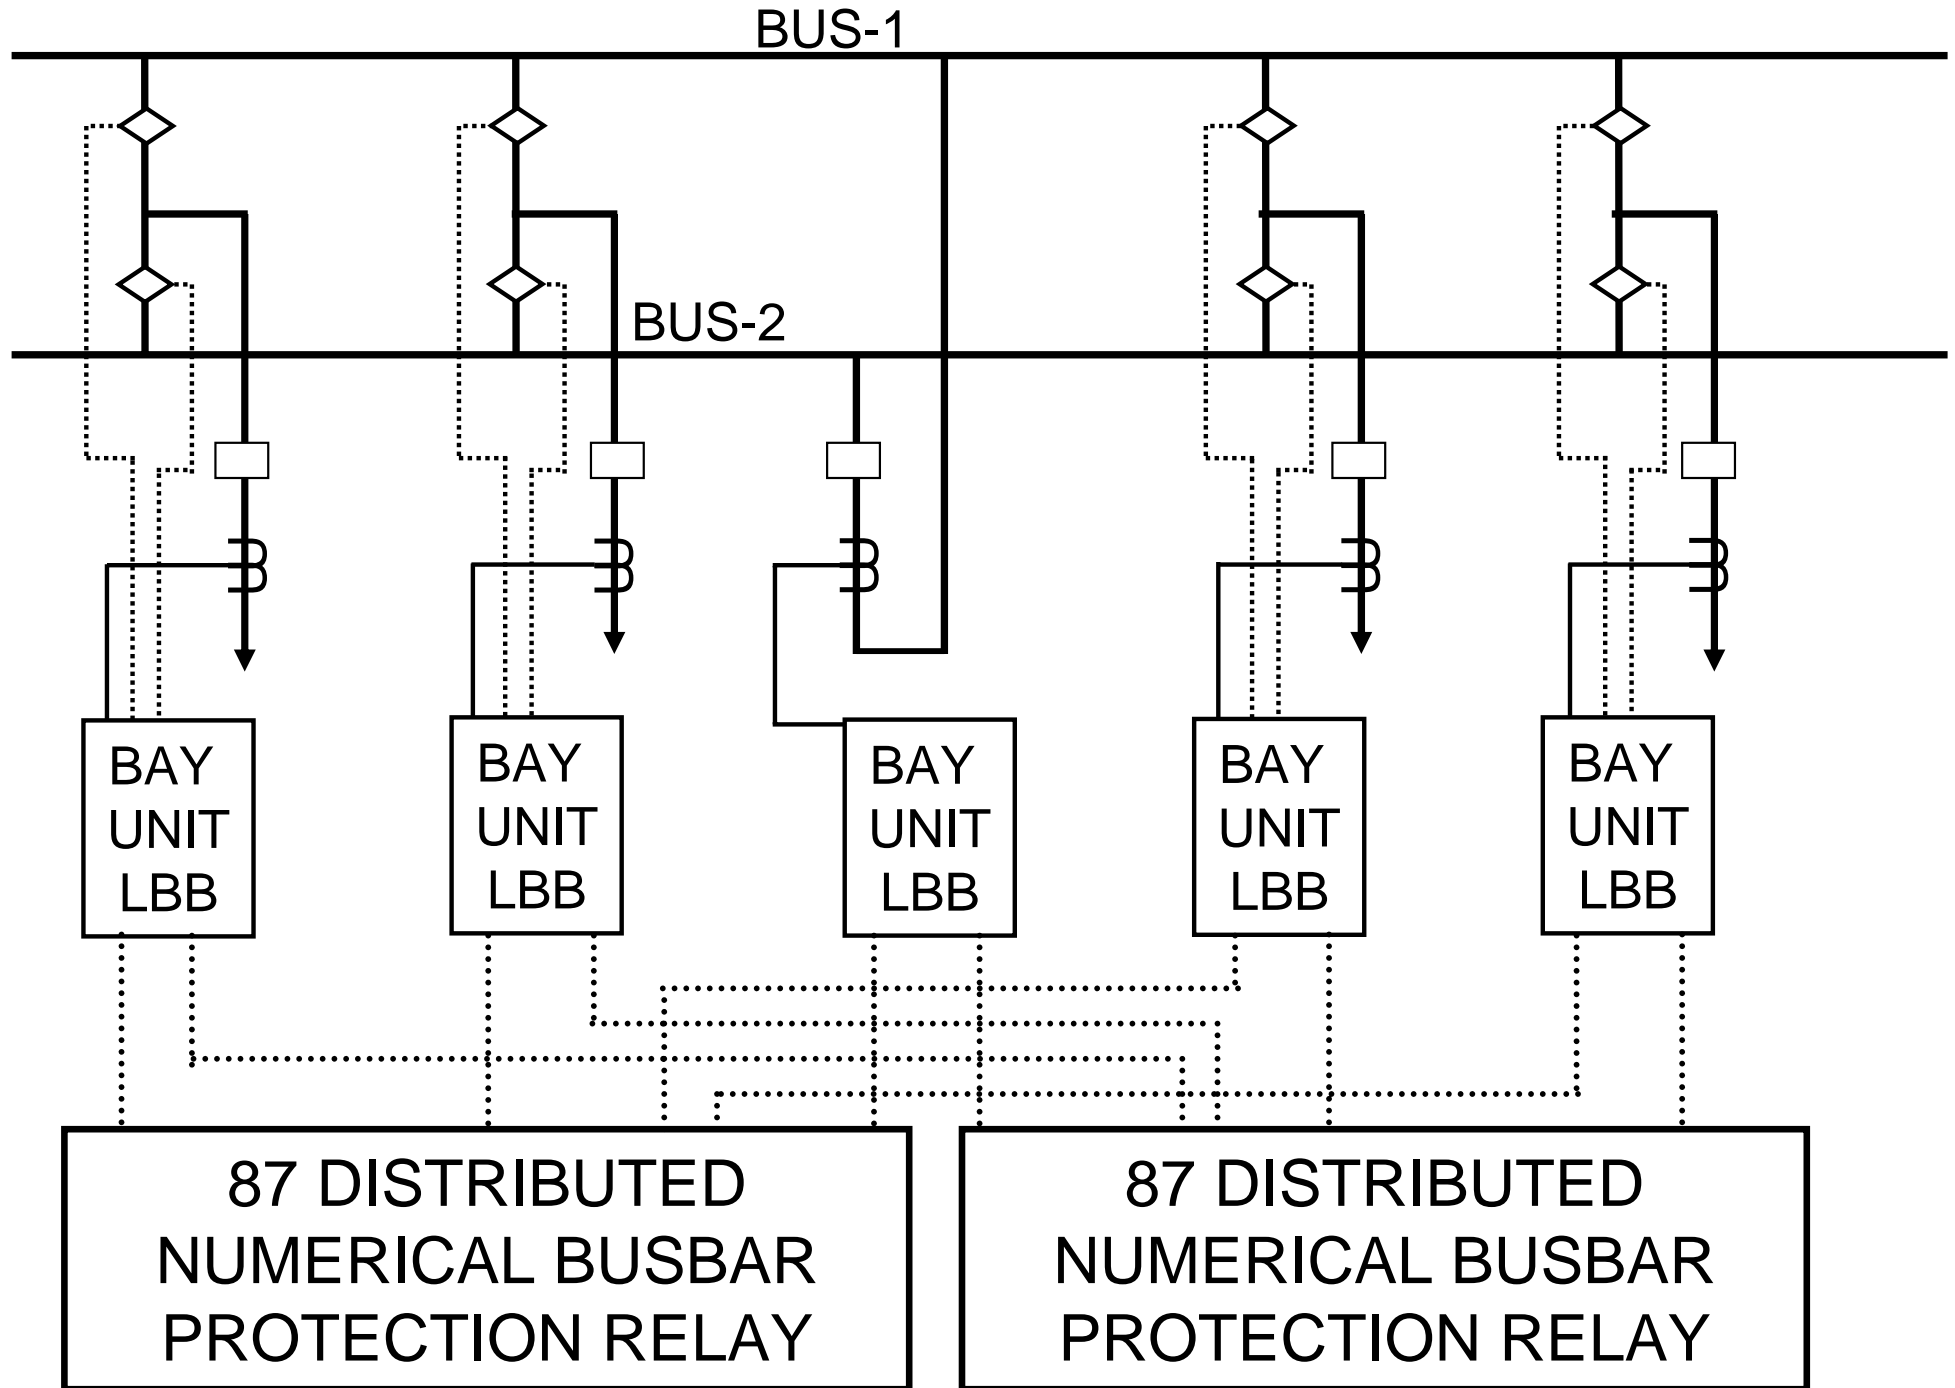 BUS-1
BUS-2
BAY
UNIT
LBB
BAY
UNIT
LBB
BAY
UNIT
LBB
BAY
UNIT
LBB
BAY
UNIT
LBB
87 DISTRIBUTED
NUMERICAL BUSBAR
PROTECTION RELAY
87 DISTRIBUTED
NUMERICAL BUSBAR
PROTECTION RELAY